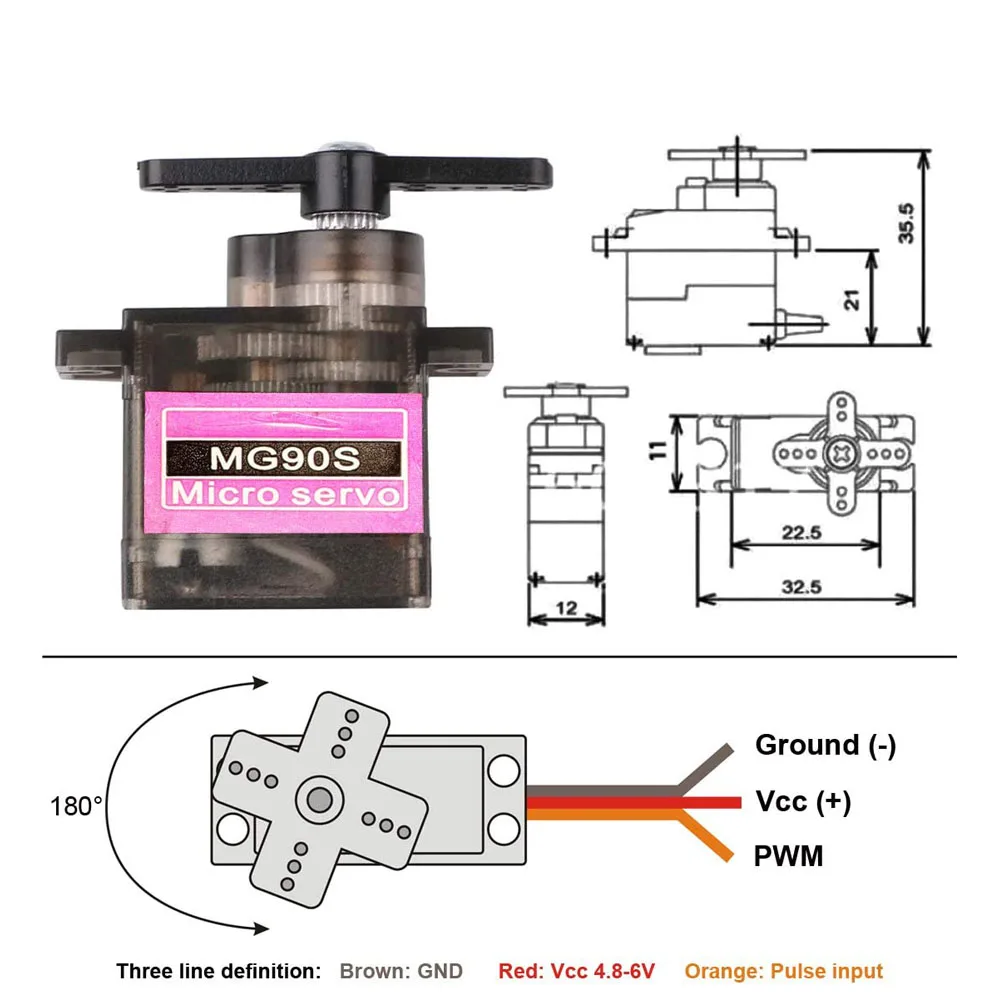 MG90S
Micro servo
35.5
21
11
22.5
32.5
12
180°
Ground (-)
Vcc (+)
PWM
Three line definition: Brown: GND Red: Vcc 4.8-6V Orange: Pulse input